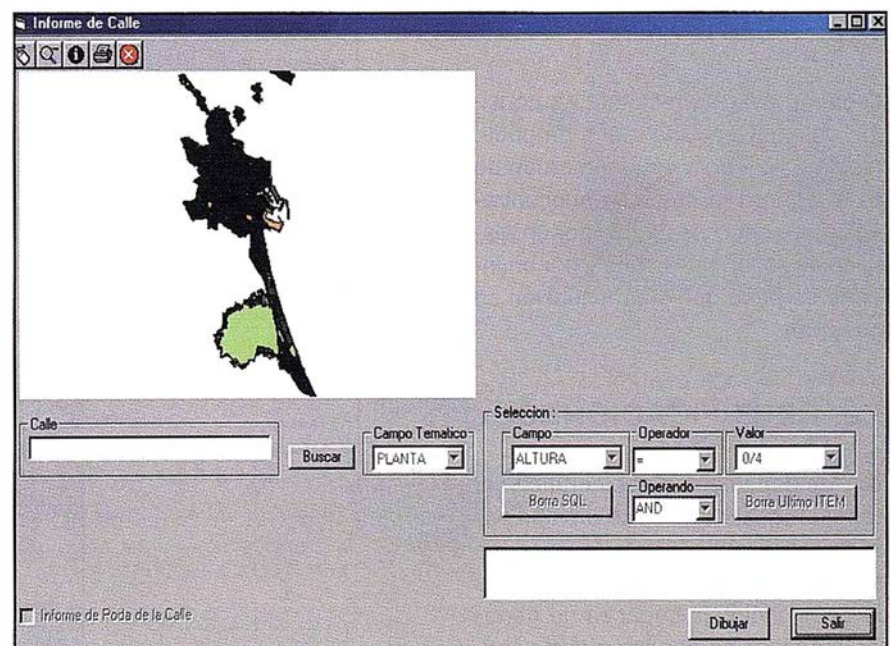 Informe de Calle
Calle
Buscar
Campo Tematico
PLANTA
Seleccion :
Campo
Operador
Valor
ALTURA
=
0/4
Borra SQL
Operando
AND
Borra Ultimo ITEM
Informe de Poda de la Calle
Dibujar
Salir